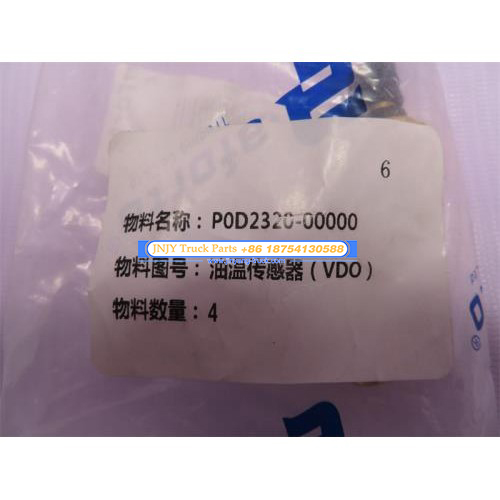 6
物料名称：P0D2320-00000
JNJY Truck Parts +86 18754130588
物料图号：油温传感器（VDO）
物料数量：4